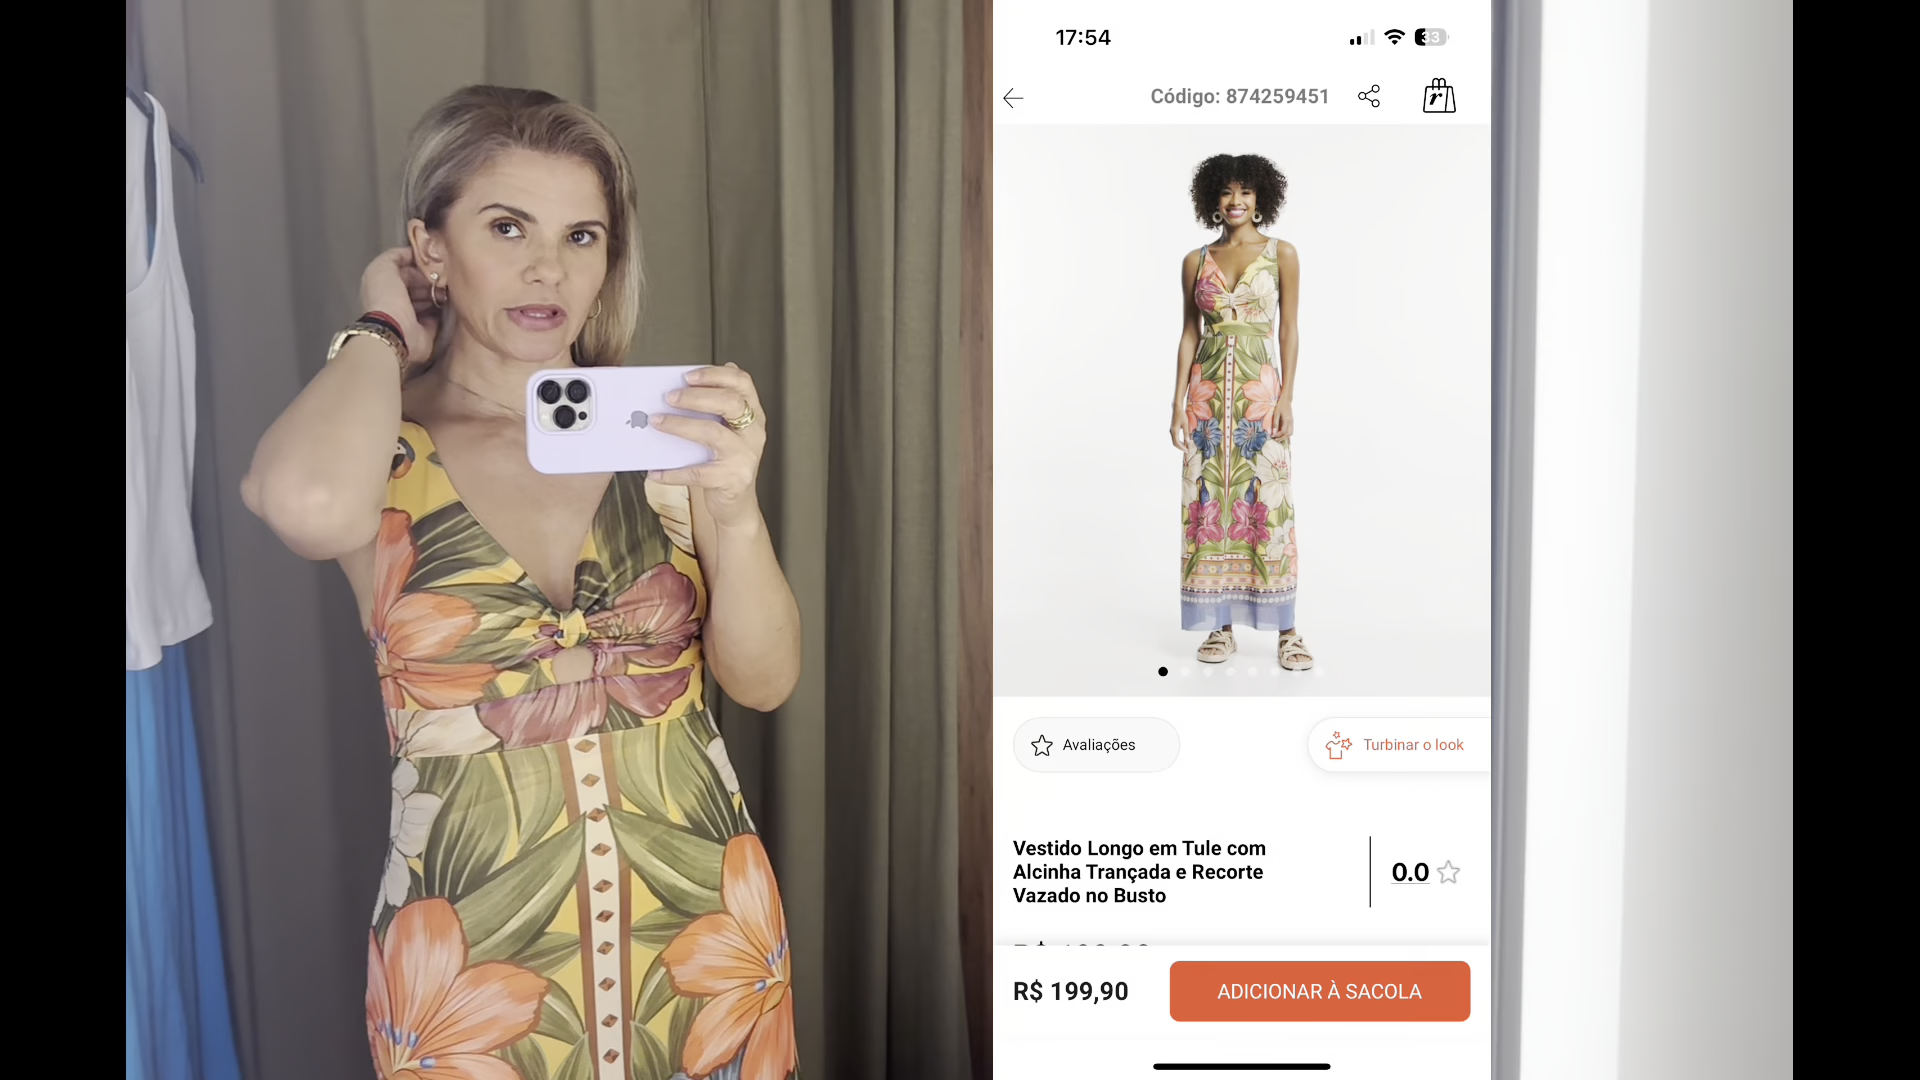 17:54
33
Código: 874259451
r
Avaliações
Turbinar o look
Vestido Longo em Tule com
Alcinha Trançada e Recorte
Vazado no Busto
0.0
R$ 199,90
ADICIONAR À SACOLA